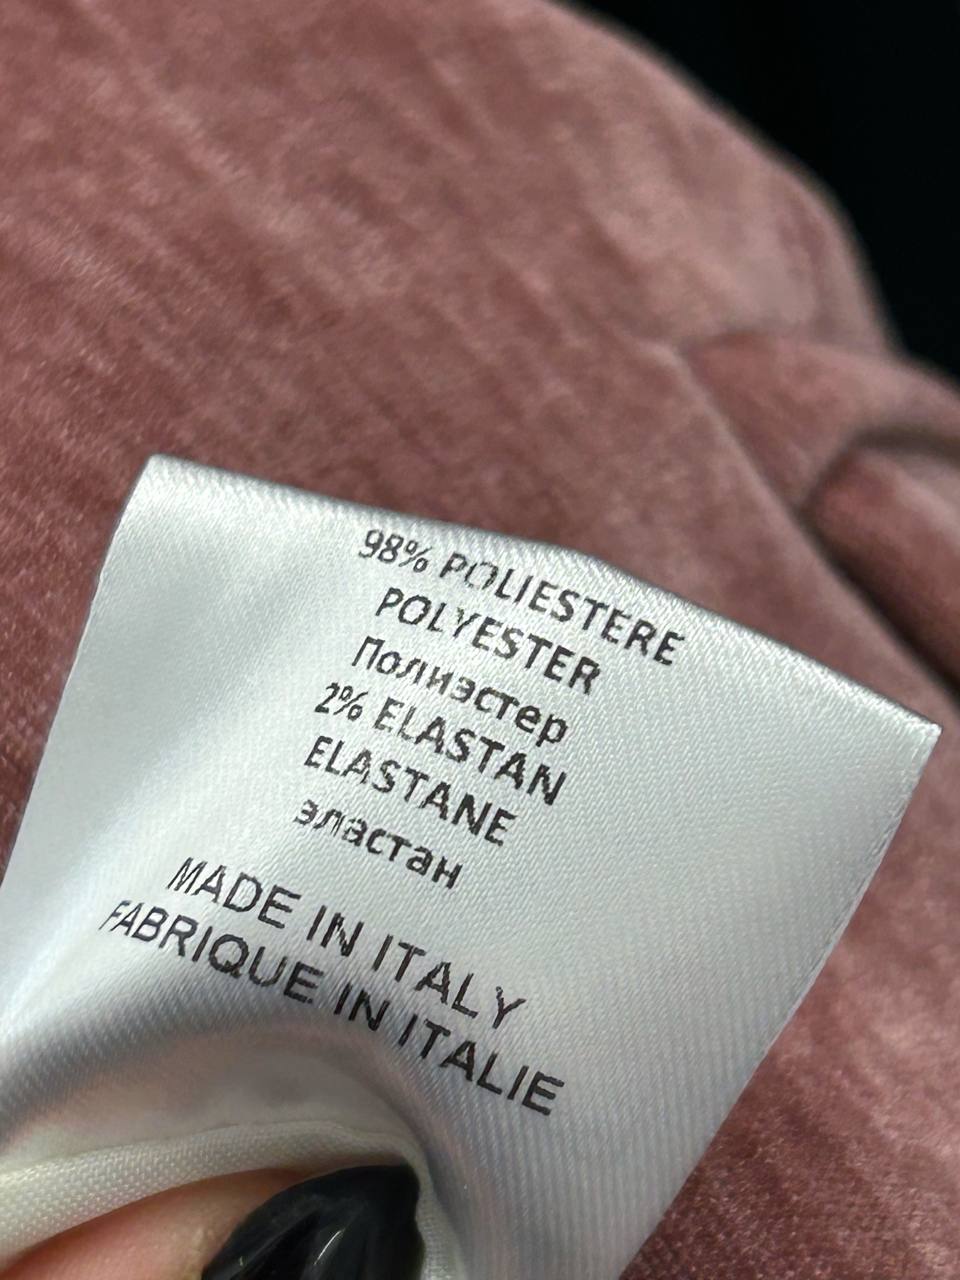 98% POLIESTERE
POLYESTER
Полиэстер
2% ELASTAN
ELASTANE
эластан
MADE IN ITALY
FABRIQUE IN ITALIE